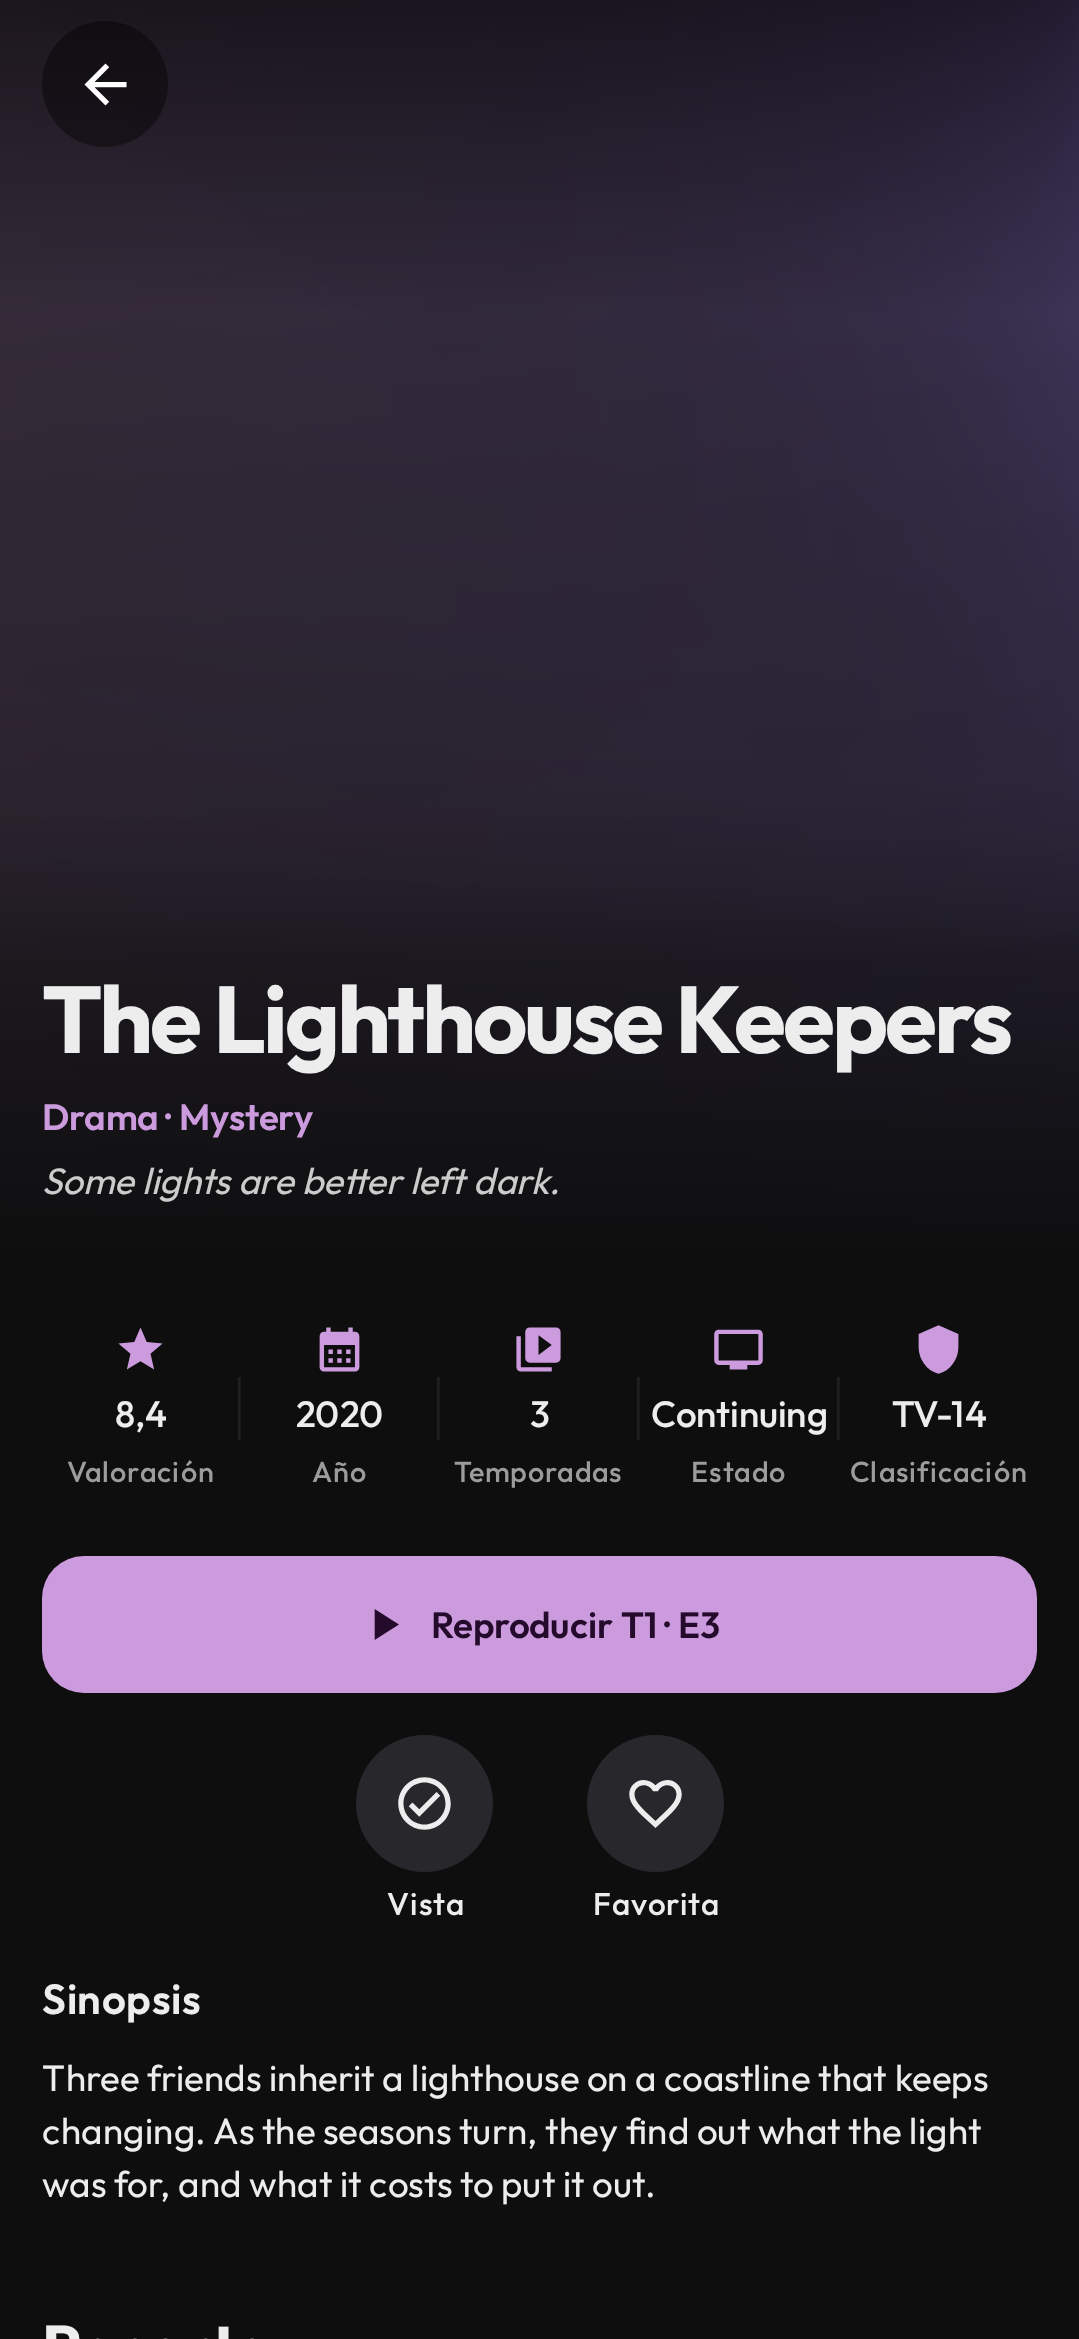 The Lighthouse Keepers
Drama · Mystery
Some lights are better left dark.
8,4
2020
3
Continuing
TV-14
Valoración
Año
Temporadas
Estado
Clasificación
Reproducir T1 · E3
Vista
Favorita
Sinopsis
Three friends inherit a lighthouse on a coastline that keeps
changing. As the seasons turn, they find out what the light
was for, and what it costs to put it out.